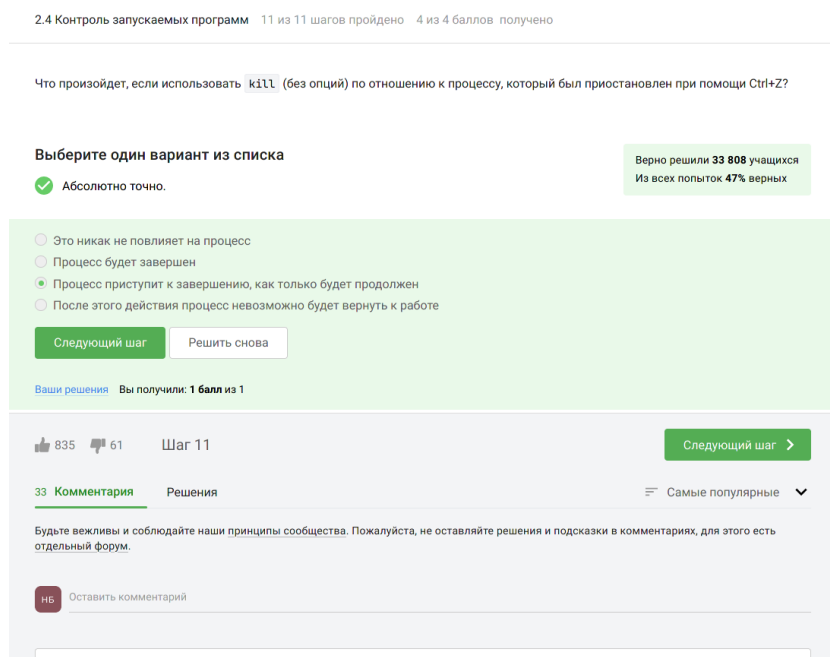 2.4 Контроль запускаемых программ 11 из 11 шагов пройдено 4 из 4 баллов получено
Что произойдет, если использовать kill (без опций) по отношению к процессу, который был приостановлен при помощи Ctrl+Z?
Выберите один вариант из списка
Абсолютно точно.
Верно решили 33 808 учащихся
Из всех попыток 47% верных
Это никак не повлияет на процесс
Процесс будет завершен
Процесс приступит к завершению, как только будет продолжен
После этого действия процесс невозможно будет вернуть к работе
Следующий шаг Решить снова
Ваши решения Вы получили: 1 балл из 1
835 61 Шаг 11 Следующий шаг
33 Комментария Решения Самые популярные
Будьте вежливы и соблюдайте наши принципы сообщества. Пожалуйста, не оставляйте решения и подсказки в комментариях, для этого есть
отдельный форум.
НБ Оставить комментарий